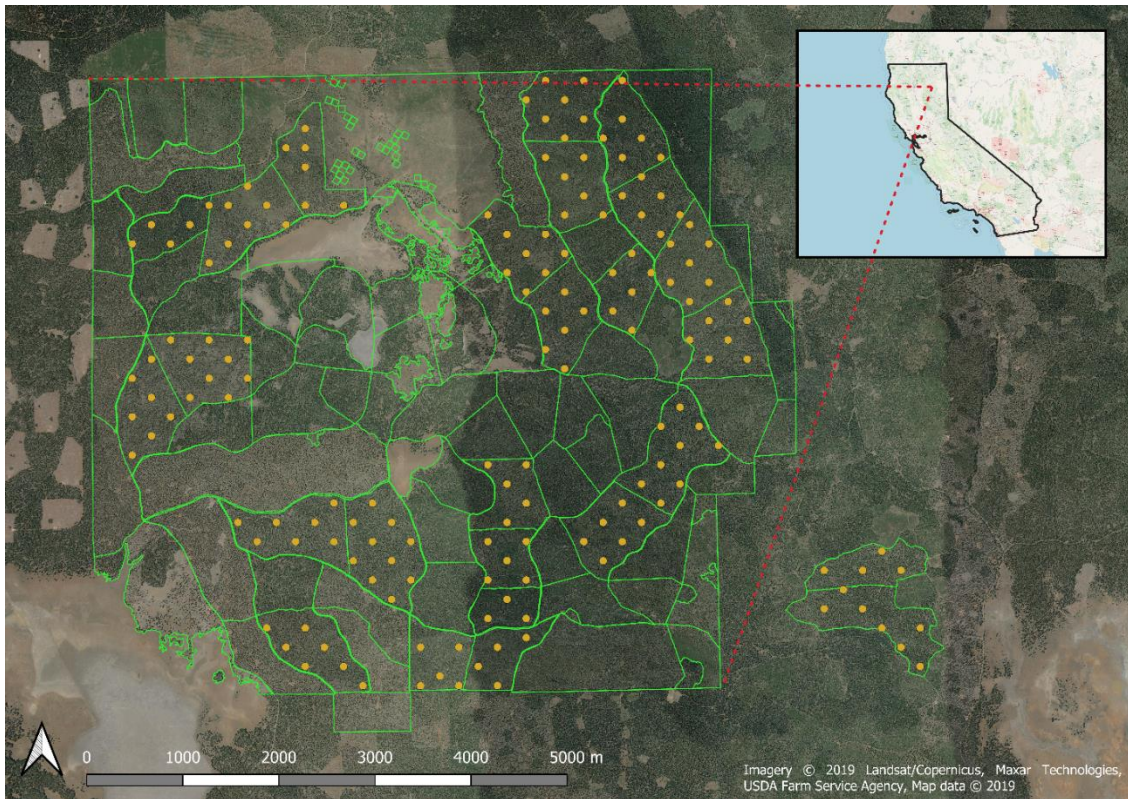 0 1000 2000 3000 4000 5000 m
Imagery © 2019 Landsat/Copernicus, Maxar Technologies,
USDA Farm Service Agency, Map data © 2019